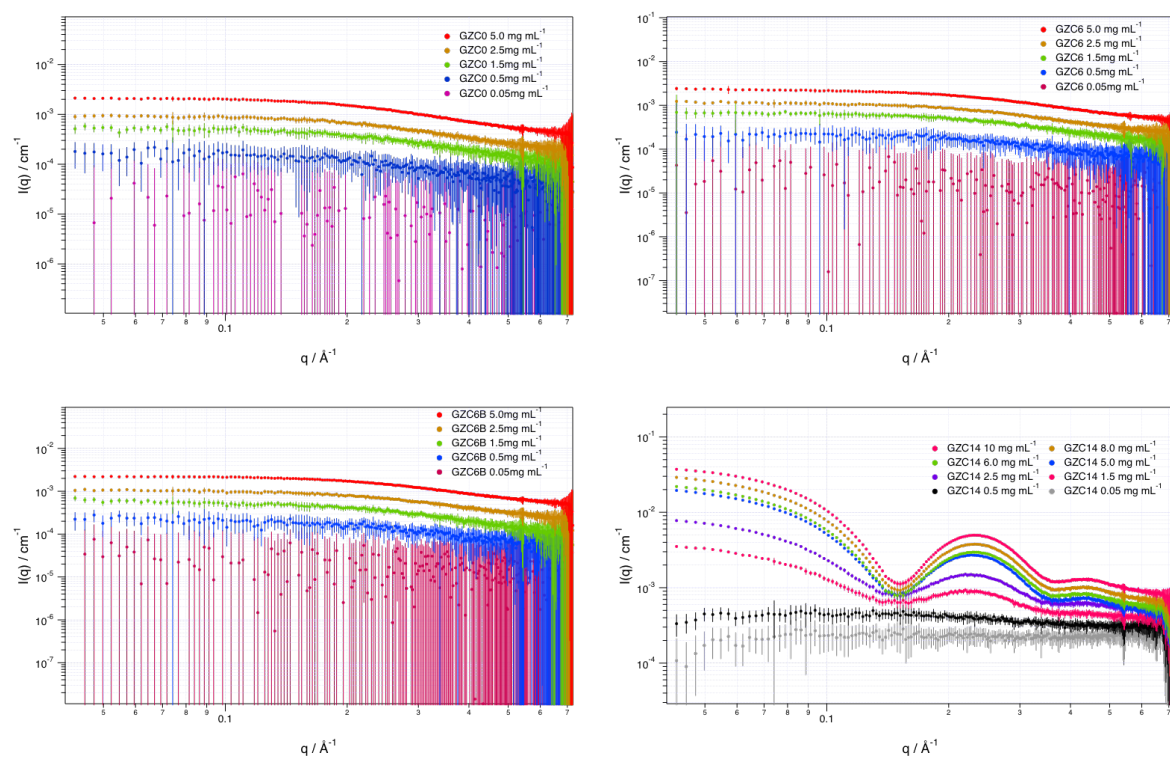 I(q) / cm⁻¹
10⁻²
10⁻³
10⁻⁴
10⁻⁵
10⁻⁶
GZC0 5.0 mg mL⁻¹
GZC0 2.5mg mL⁻¹
GZC0 1.5mg mL⁻¹
GZC0 0.5mg mL⁻¹
GZC0 0.05mg mL⁻¹
5 6 7 8 9 0.1 2 3 4 5 6 7
q / Å⁻¹
I(q) / cm⁻¹
10⁻¹
10⁻²
10⁻³
10⁻⁴
10⁻⁵
10⁻⁶
10⁻⁷
GZC6 5.0 mg mL⁻¹
GZC6 2.5 mg mL⁻¹
GZC6 1.5mg mL⁻¹
GZC6 0.5mg mL⁻¹
GZC6 0.05mg mL⁻¹
5 6 7 8 9 0.1 2 3 4 5 6 7
q / Å⁻¹
I(q) / cm⁻¹
10⁻²
10⁻³
10⁻⁴
10⁻⁵
10⁻⁶
10⁻⁷
GZC6B 5.0mg mL⁻¹
GZC6B 2.5mg mL⁻¹
GZC6B 1.5mg mL⁻¹
GZC6B 0.5mg mL⁻¹
GZC6B 0.05mg mL⁻¹
5 6 7 8 9 0.1 2 3 4 5 6 7
q / Å⁻¹
I(q) / cm⁻¹
10⁻¹
10⁻²
10⁻³
10⁻⁴
GZC14 10 mg mL⁻¹ GZC14 8.0 mg mL⁻¹
GZC14 6.0 mg mL⁻¹ GZC14 5.0 mg mL⁻¹
GZC14 2.5 mg mL⁻¹ GZC14 1.5 mg mL⁻¹
GZC14 0.5 mg mL⁻¹ GZC14 0.05 mg mL⁻¹
5 6 7 8 9 0.1 2 3 4 5 6 7
q / Å⁻¹